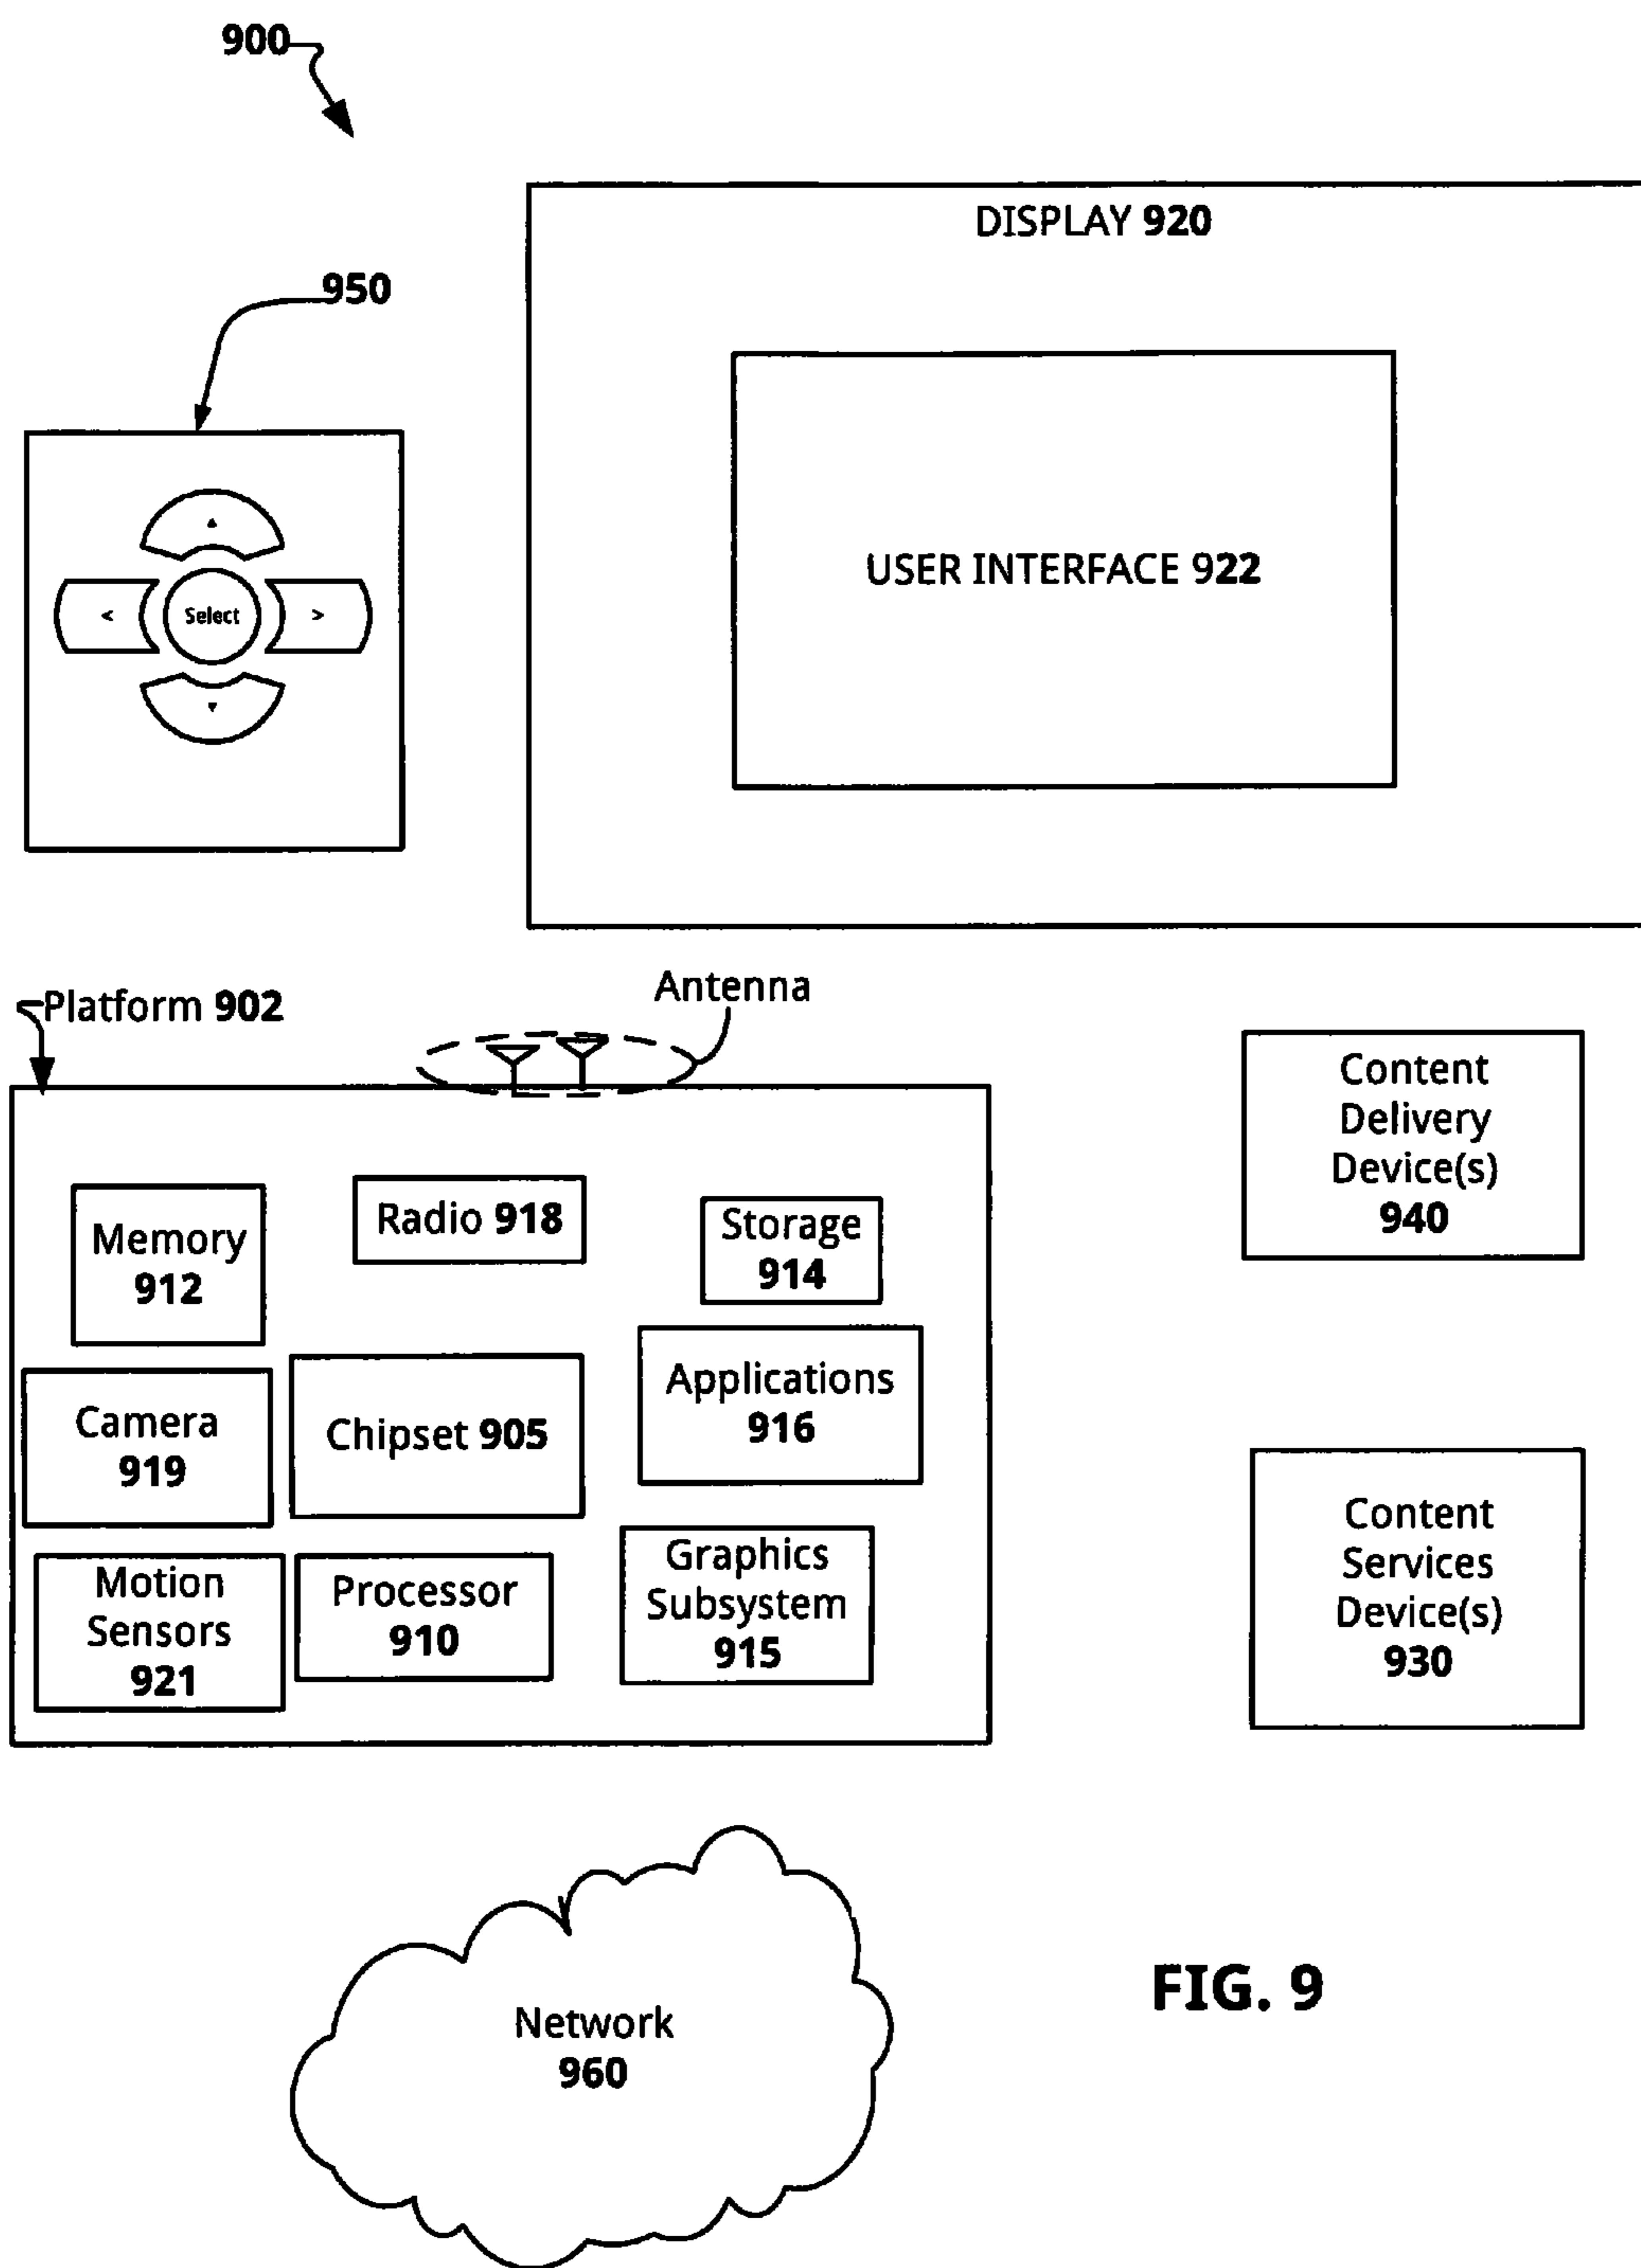 900
DISPLAY 920
950
USER INTERFACE 922
<
Select
>
Platform 902
Antenna
Memory
912
Radio 918
Storage
914
Content
Delivery
Device(s)
940
Camera
919
Chipset 905
Applications
916
Motion
Sensors
921
Processor
910
Graphics
Subsystem
915
Content
Services
Device(s)
930
Network
960
FIG. 9